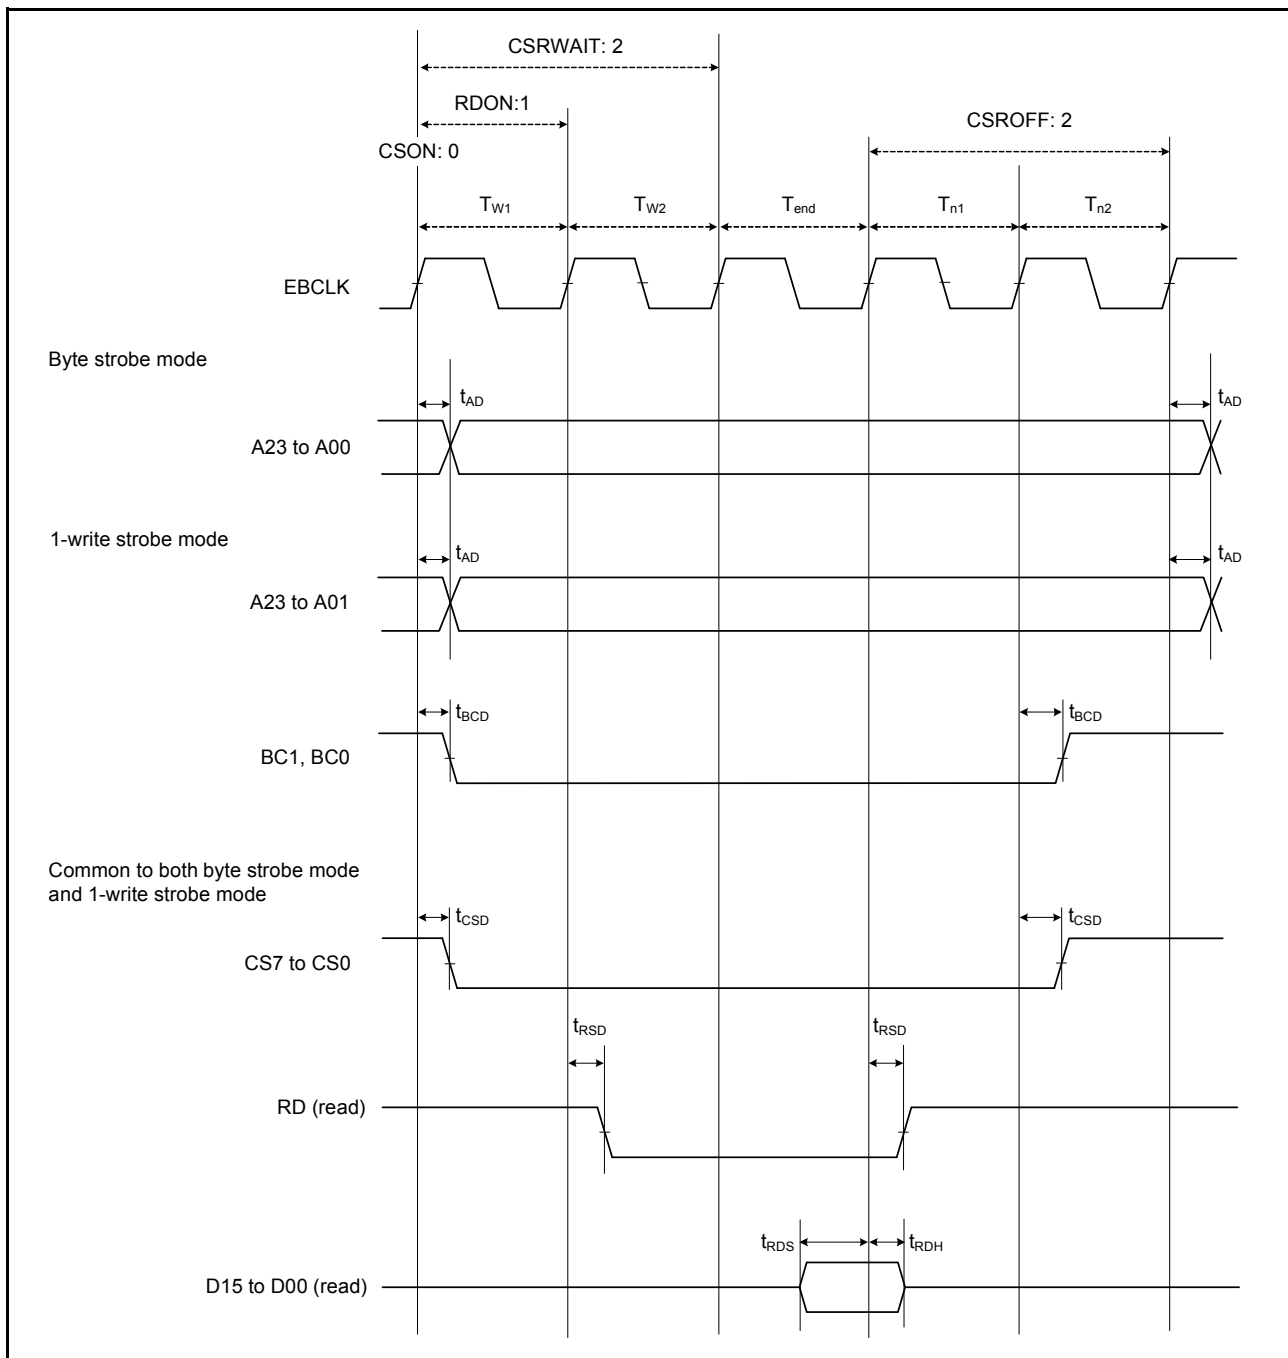 CSRWAIT: 2
RDON:1
CSROFF: 2
CSON: 0
TW1
TW2
Tend
Tn1
Tn2
EBCLK
Byte strobe mode
tAD
tAD
A23 to A00
1-write strobe mode
tAD
tAD
A23 to A01
tBCD
tBCD
BC1, BC0
Common to both byte strobe mode
and 1-write strobe mode
tCSD
tCSD
CS7 to CS0
tRSD
tRSD
RD (read)
tRDS
tRDH
D15 to D00 (read)